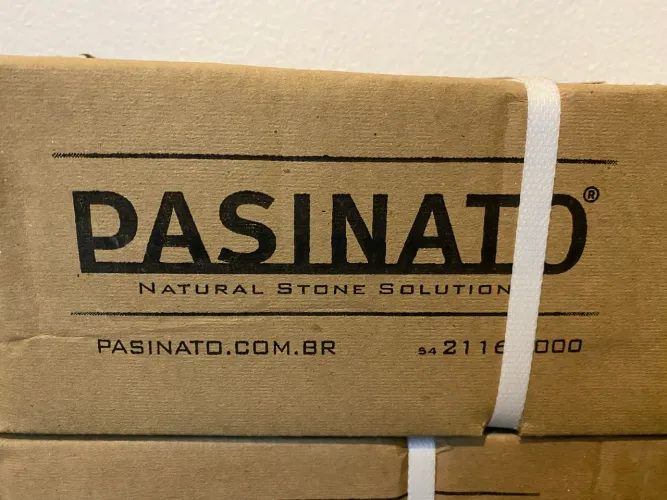 PASINATO®
NATURAL STONE SOLUTION
PASINATO.COM.BR
54 2116 000